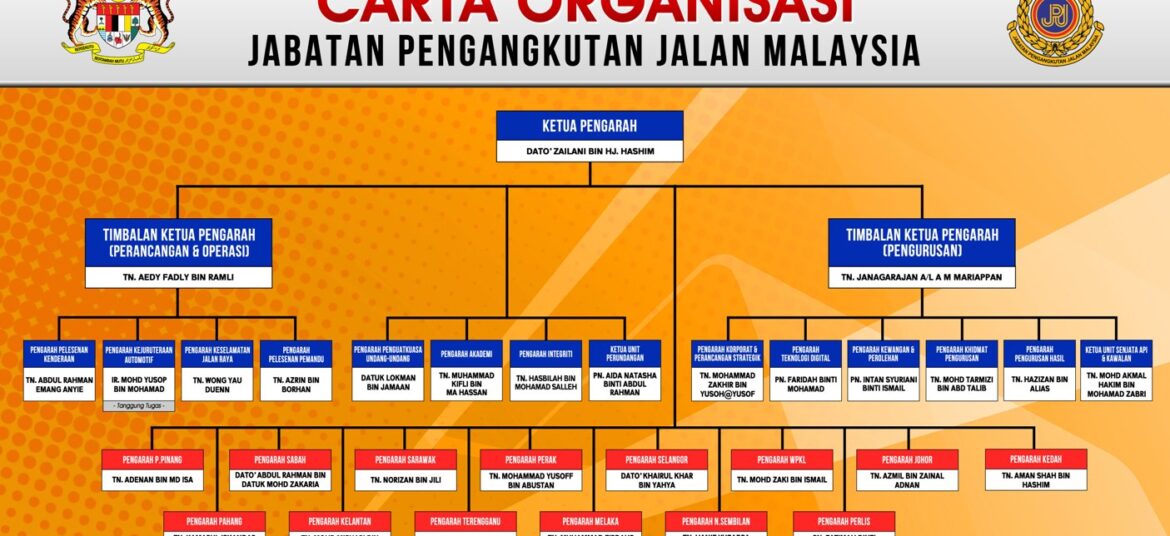 CARTA ORGANISASI
JABATAN PENGANGKUTAN JALAN MALAYSIA
BERSEKUTU BERTAMBAH MUTU
JPJ
JABATAN PENGANGKUTAN JALAN MALAYSIA
KETUA PENGARAH
DATO' ZAILANI BIN HJ. HASHIM
TIMBALAN KETUA PENGARAH
(PERANCANGAN & OPERASI)
TN. AEDY FADLY BIN RAMLI
TIMBALAN KETUA PENGARAH
(PENGURUSAN)
TN. JANAGARAJAN A/L A M MARIAPPAN
PENGARAH PELESENAN
KENDERAAN
TN. ABDUL RAHMAN
EMANG ANYIE
PENGARAH KEJURUTERAAN
AUTOMOTIF
IR. MOHD YUSOP
BIN MOHAMAD
- Tanggung Tugas -
PENGARAH KESELAMATAN
JALAN RAYA
TN. WONG YAU
DUENN
PENGARAH
PELESENAN PEMANDU
TN. AZRIN BIN
BORHAN
PENGARAH PENGUATKUASA
UNDANG-UNDANG
DATUK LOKMAN
BIN JAMAAN
PENGARAH AKADEMI
TN. MUHAMMAD
KIFLI BIN
MA HASSAN
PENGARAH INTEGRITI
TN. HASBILAH BIN
MOHAMAD SALLEH
KETUA UNIT
PERUNDANGAN
PN. AIDA NATASHA
BINTI ABDUL
RAHMAN
PENGARAH KORPORAT &
PERANCANGAN STRATEGIK
TN. MOHAMMAD
ZAKHIR BIN
YUSOH@YUSOF
PENGARAH
TEKNOLOGI DIGITAL
PN. FARIDAH BINTI
MOHAMAD
PENGARAH KEWANGAN &
PEROLEHAN
PN. INTAN SYURIANI
BINTI ISMAIL
PENGARAH KHIDMAT
PENGURUSAN
TN. MOHD TARMIZI
BIN ABD TALIB
PENGARAH
PENGURUSAN HASIL
TN. HAZIZAN BIN
ALIAS
KETUA UNIT SENJATA API
& KAWALAN
TN. MOHD AKMAL
HAKIM BIN
MOHAMAD ZABRI
PENGARAH P.PINANG
TN. ADENAN BIN MD ISA
PENGARAH SABAH
DATO' ABDUL RAHMAN BIN
DATUK MOHD ZAKARIA
PENGARAH SARAWAK
TN. NORIZAN BIN JILI
PENGARAH PERAK
TN. MOHAMMAD YUSOFF
BIN ABUSTAN
PENGARAH SELANGOR
DATO' KHAIRUL KHAR
BIN YAHYA
PENGARAH WPKL
TN. MOHD ZAKI BIN ISMAIL
PENGARAH JOHOR
TN. AZMIL BIN ZAINAL
ADNAN
PENGARAH KEDAH
TN. AMAN SHAH BIN
HASHIM
PENGARAH PAHANG
PENGARAH KELANTAN
PENGARAH TERENGGANU
PENGARAH MELAKA
PENGARAH N.SEMBILAN
PENGARAH PERLIS